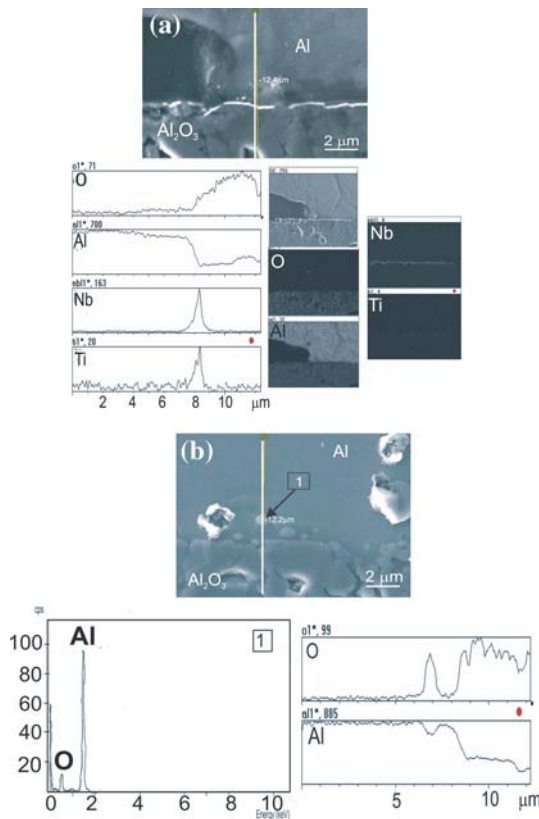 (a)
Al
12.4µm
Al₂O₃
2 µm
o1*, 71
O
al1*, 700
Al
nbl1*, 163
Nb
ti1*, 20
Ti
2 4 6 8 10 µm
O
Al
Nb
Ti
(b)
Al
1
12.2µm
Al₂O₃
2 µm
cps
Al
1
100
80
60
40
O
20
0 2 4 6 8 10
Energy (keV)
o1*, 99
O
al1*, 885
Al
5 10 µm